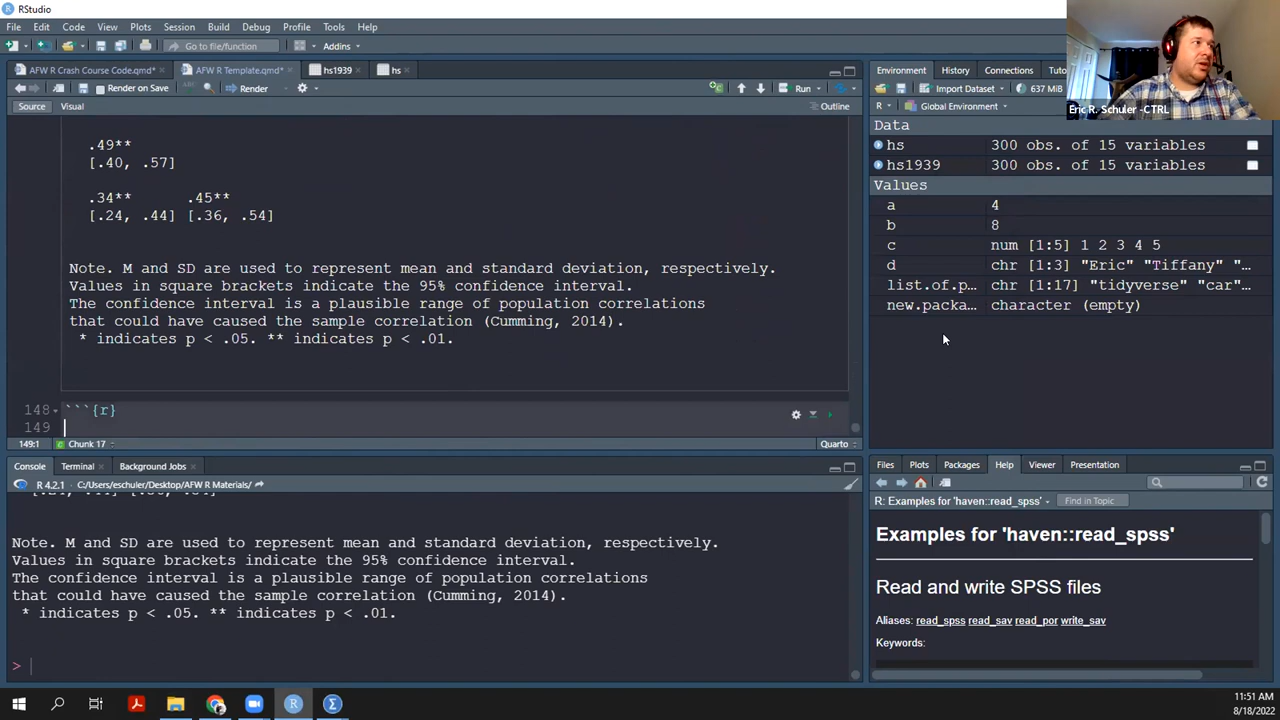 RStudio
File Edit Code View Plots Session Build Debug Profile Tools Help
Go to file/function Addins
AFW R Crash Course Code.qmd* AFW R Template.qmd* hs1939 hs
Render on Save Render Run
Source Visual Outline
.49**
[.40, .57]
.34** .45**
[.24, .44] [.36, .54]
Note. M and SD are used to represent mean and standard deviation, respectively.
Values in square brackets indicate the 95% confidence interval.
The confidence interval is a plausible range of population correlations
that could have caused the sample correlation (Cumming, 2014).
* indicates p < .05. ** indicates p < .01.
148 ```{r}
149
149:1 Chunk 17 Quarto
Console Terminal Background Jobs
R 4.2.1 · C:/Users/eschuler/Desktop/AFW R Materials/
Note. M and SD are used to represent mean and standard deviation, respectively.
Values in square brackets indicate the 95% confidence interval.
The confidence interval is a plausible range of population correlations
that could have caused the sample correlation (Cumming, 2014).
* indicates p < .05. ** indicates p < .01.
>
Environment History Connections Tuto
Import Dataset 637 MiB
R Global Environment
Data
hs 300 obs. of 15 variables
hs1939 300 obs. of 15 variables
Values
a 4
b 8
c num [1:5] 1 2 3 4 5
d chr [1:3] "Eric" "Tiffany" "…
list.of.p… chr [1:17] "tidyverse" "car"…
new.packa… character (empty)
Eric R. Schuler -CTRL
Files Plots Packages Help Viewer Presentation
R: Examples for 'haven::read_spss' Find in Topic
Examples for 'haven::read_spss'
Read and write SPSS files
Aliases: read_spss read_sav read_por write_sav
Keywords:
11:51 AM
8/18/2022